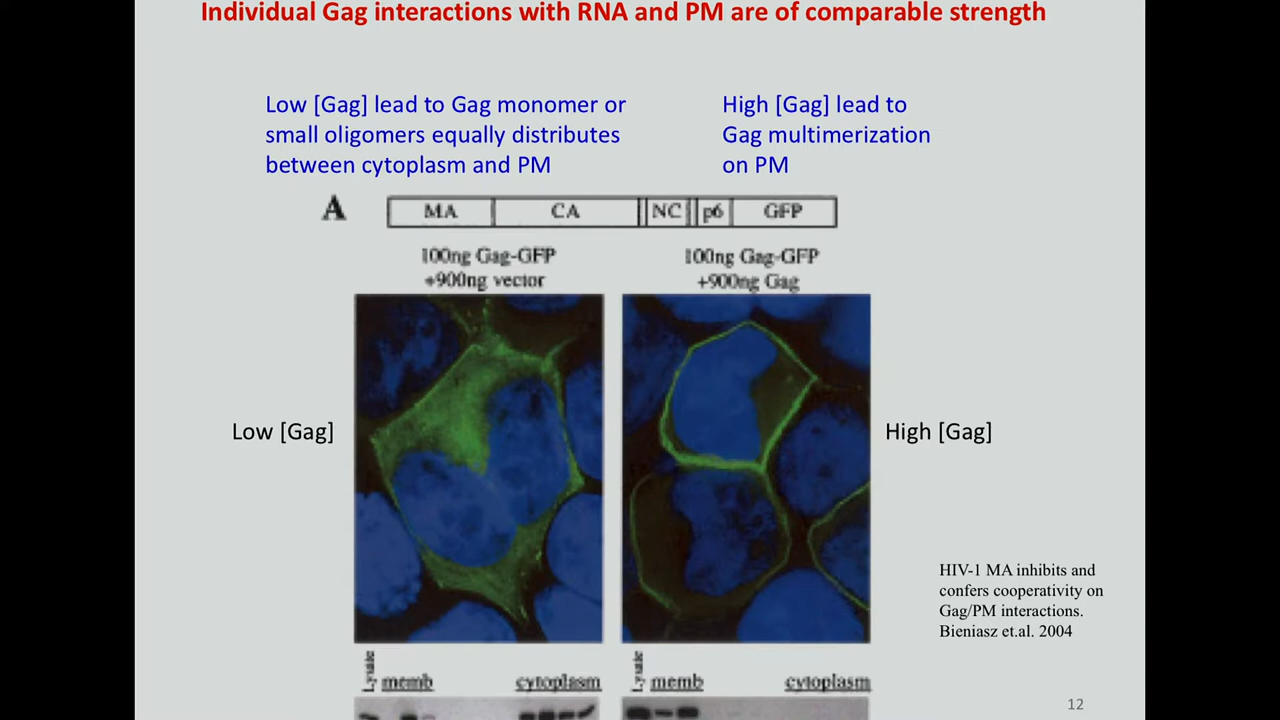 Individual Gag interactions with RNA and PM are of comparable strength
Low [Gag] lead to Gag monomer or
small oligomers equally distributes
between cytoplasm and PM
High [Gag] lead to
Gag multimerization
on PM
A
MA CA NC p6 GFP
100ng Gag-GFP
+900ng vector
100ng Gag-GFP
+900ng Gag
Low [Gag]
High [Gag]
HIV-1 MA inhibits and
confers cooperativity on
Gag/PM interactions.
Bieniasz et.al. 2004
Lysate memb cytoplasm
Lysate memb cytoplasm
12